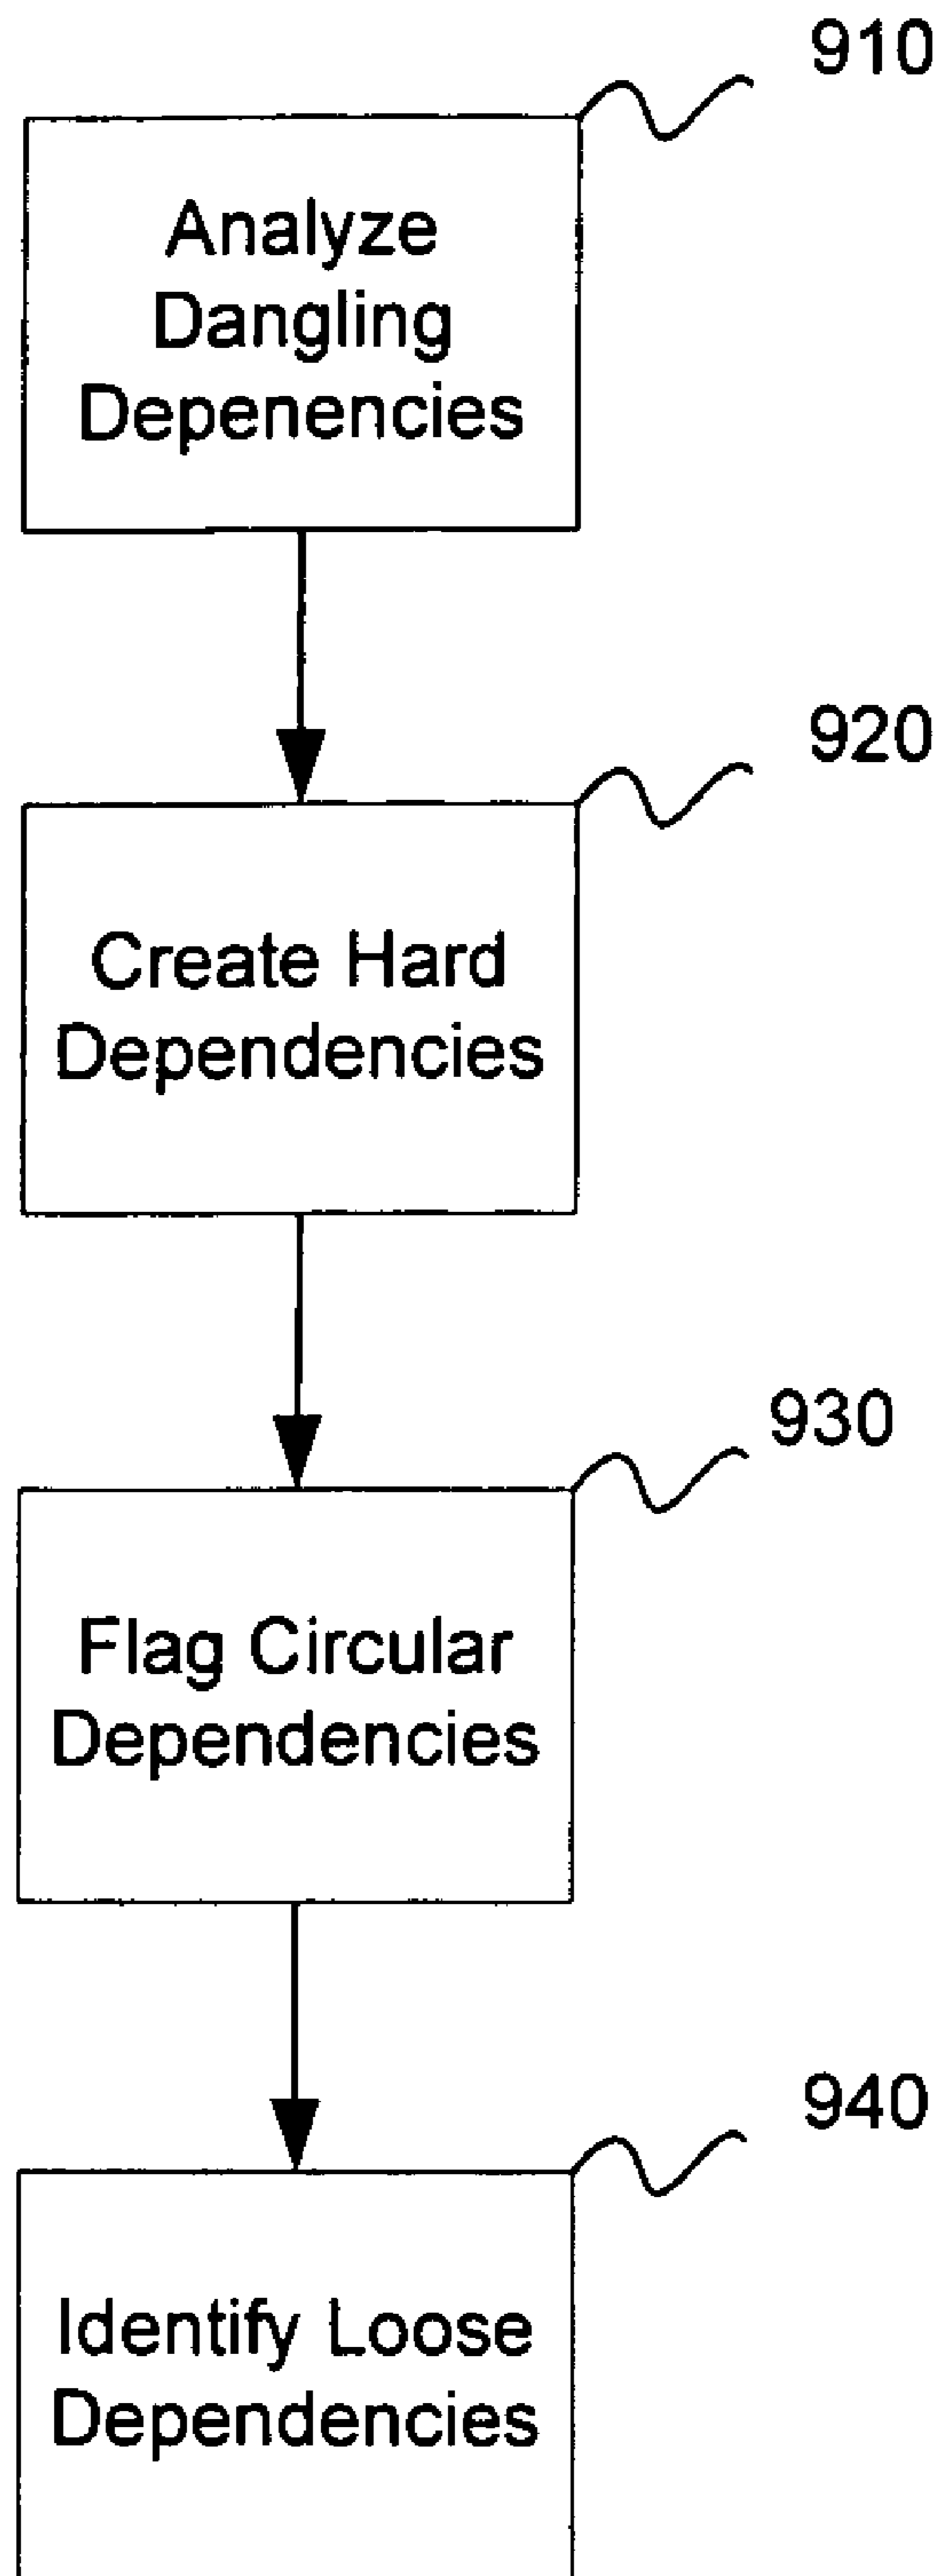 910
Analyze
Dangling
Depenencies
920
Create Hard
Dependencies
930
Flag Circular
Dependencies
940
Identify Loose
Dependencies